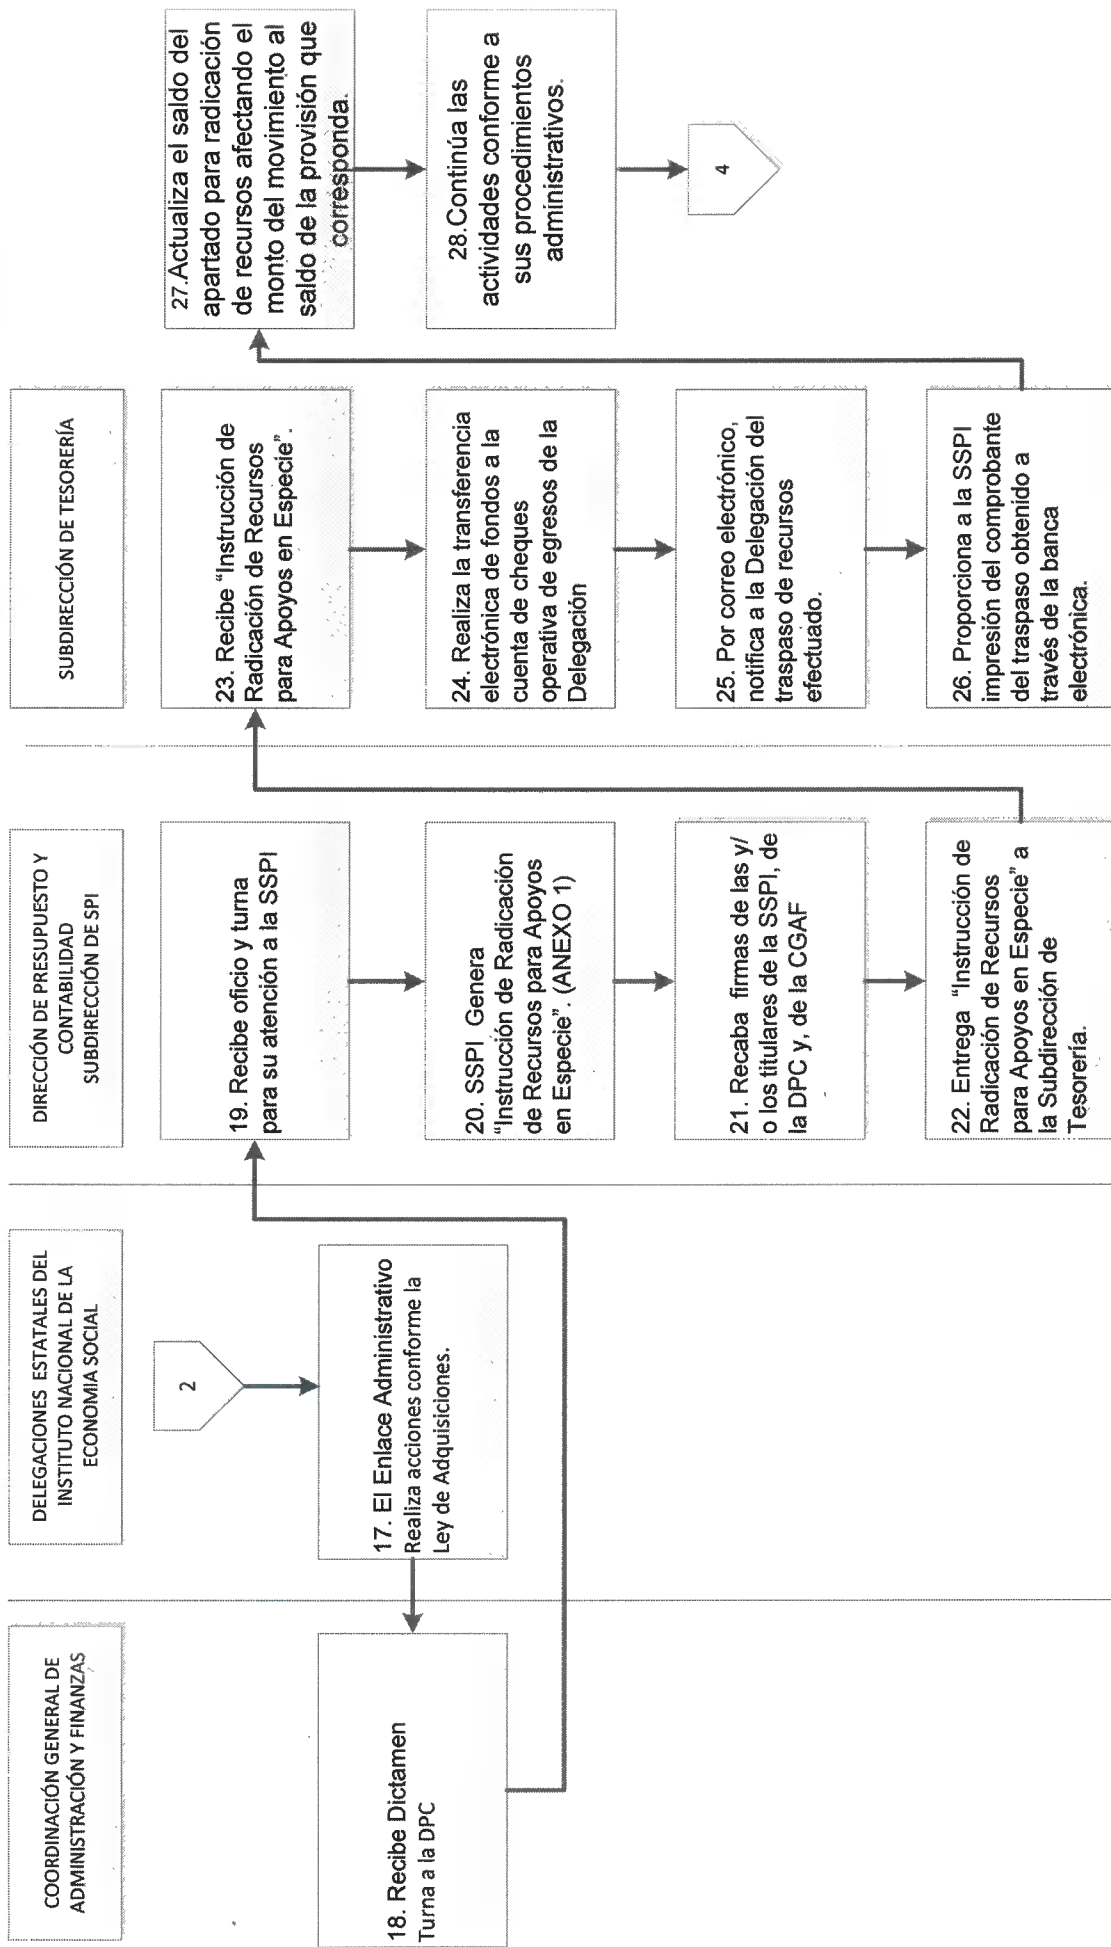 COORDINACIÓN GENERAL DE
ADMINISTRACIÓN Y FINANZAS
18. Recibe Dictamen
Turna a la DPC
DELEGACIONES ESTATALES DEL
INSTITUTO NACIONAL DE LA
ECONOMIA SOCIAL
2
17. El Enlace Administrativo
Realiza acciones conforme la
Ley de Adquisiciones.
DIRECCIÓN DE PRESUPUESTO Y
CONTABILIDAD
SUBDIRECCIÓN DE SPI
19. Recibe oficio y turna
para su atención a la SSPI
20. SSPI Genera
“Instrucción de Radicación
de Recursos para Apoyos
en Especie”. (ANEXO 1)
21. Recaba firmas de las y/
o los titulares de la SSPI, de
la DPC y, de la CGAF
22. Entrega “Instrucción de
Radicación de Recursos
para Apoyos en Especie” a
la Subdirección de
Tesorería.
SUBDIRECCIÓN DE TESORERÍA
23. Recibe “Instrucción de
Radicación de Recursos
para Apoyos en Especie”.
24. Realiza la transferencia
electrónica de fondos a la
cuenta de cheques
operativa de egresos de la
Delegación
25. Por correo electrónico,
notifica a la Delegación del
traspaso de recursos
efectuado.
26. Proporciona a la SSPI
impresión del comprobante
del traspaso obtenido a
través de la banca
electrónica.
27.Actualiza el saldo del
apartado para radicación
de recursos afectando el
monto del movimiento al
saldo de la provisión que
corresponda.
28.Continúa las
actividades conforme a
sus procedimientos
administrativos.
4